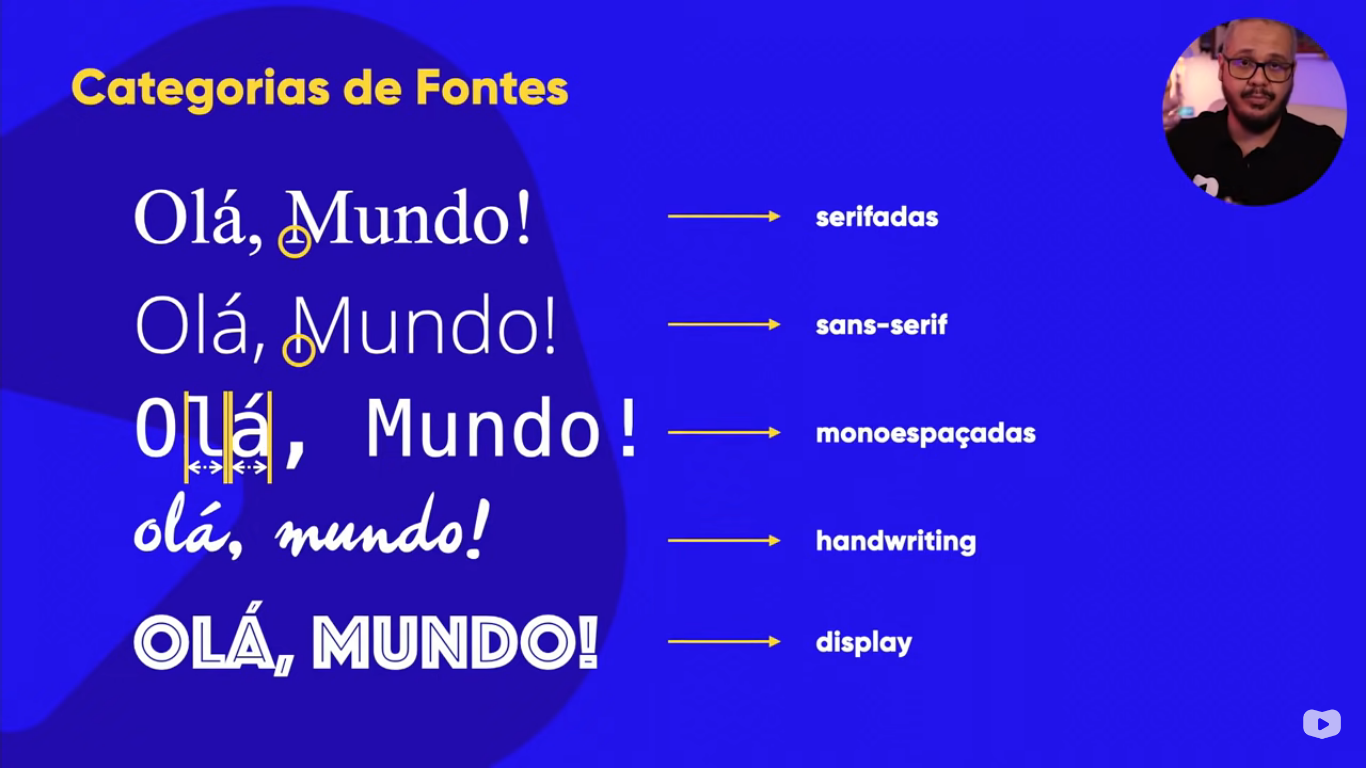 Categorias de Fontes
Olá, Mundo!
serifadas
Olá, Mundo!
sans-serif
Olá, Mundo!
monoespaçadas
olá, mundo!
handwriting
OLÁ, MUNDO!
display